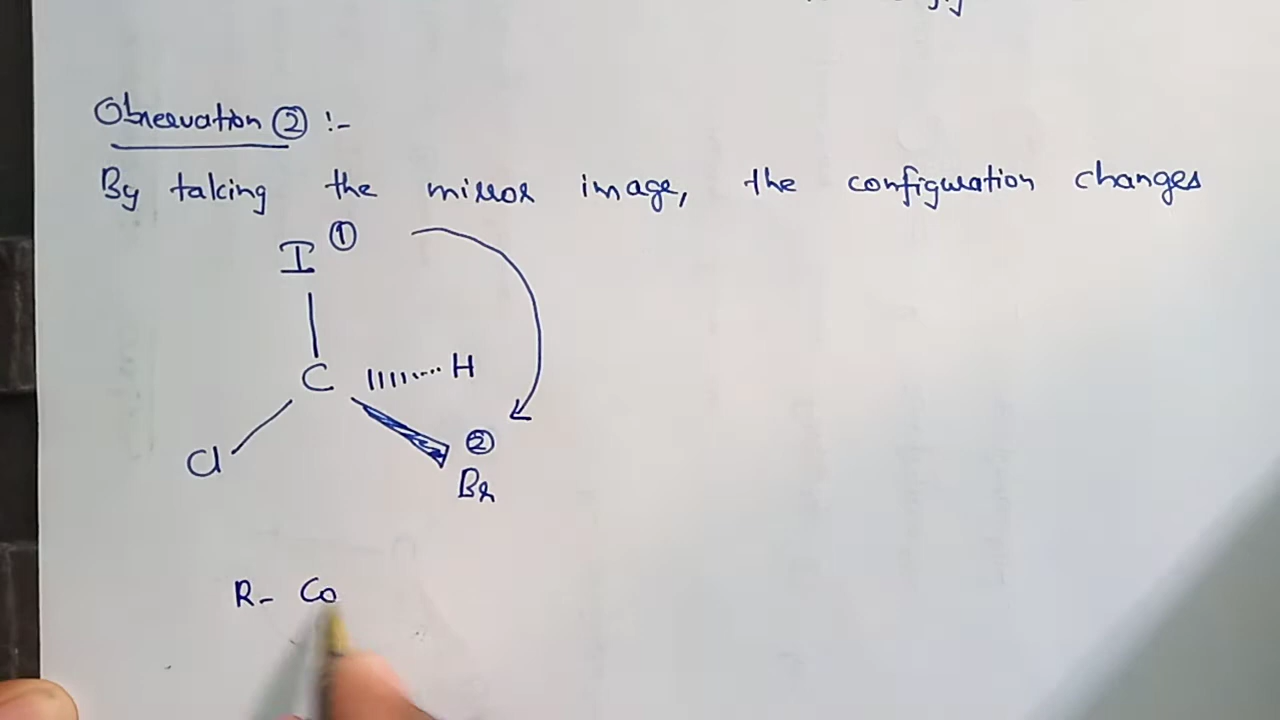 Observation ② :-
By taking the mirror image, the configuration changes
I ①
C H
②
Cl
Br
R- Co